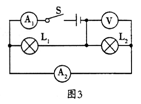 A₁ S V
L₁ L₂
A₂
图3